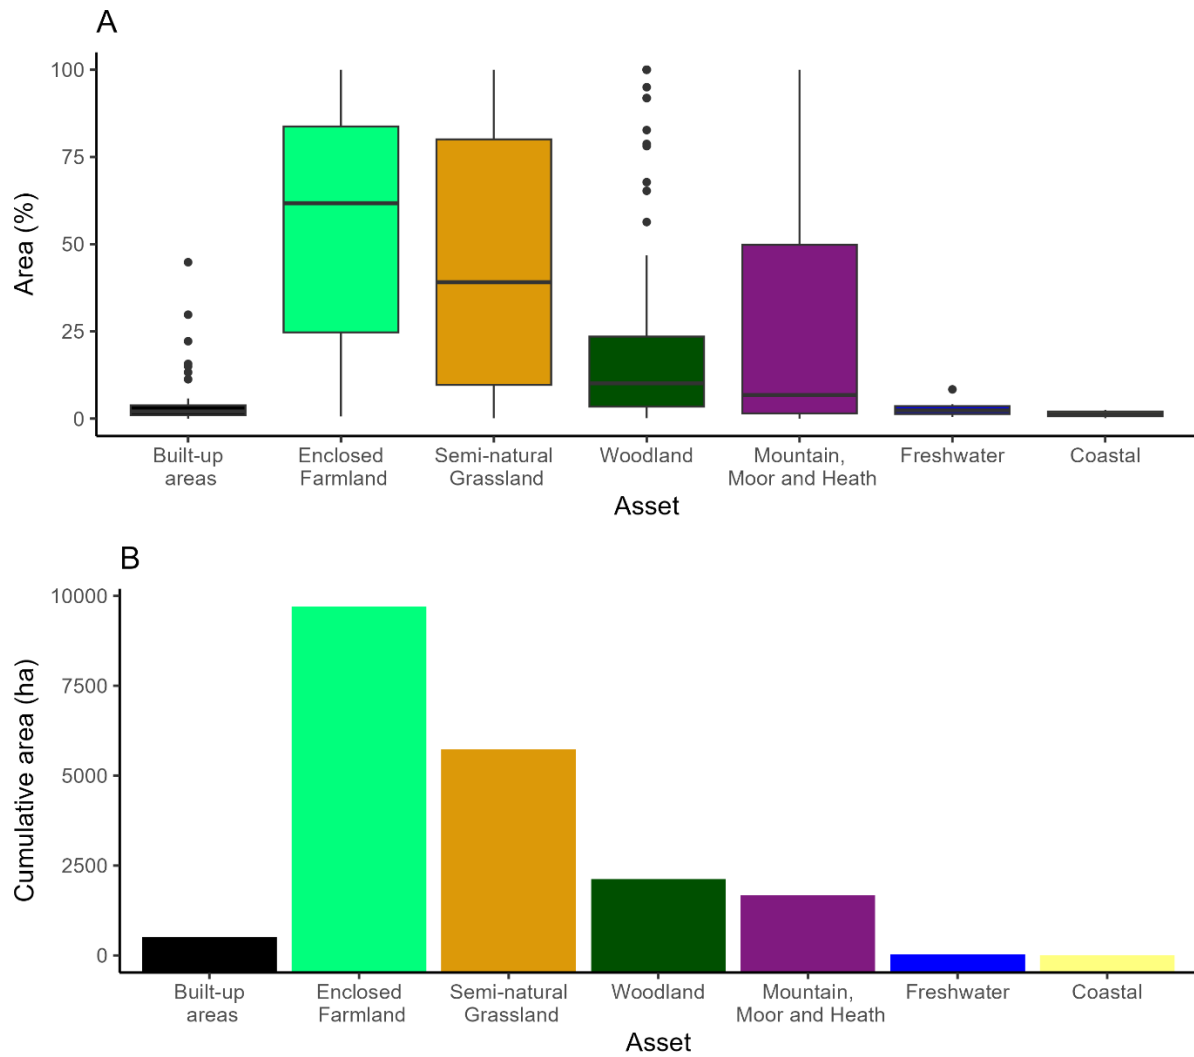 A
100
75
50
25
0
Area (%)
Built-up Enclosed Semi-natural Woodland Mountain, Freshwater Coastal
areas Farmland Grassland Moor and Heath
Asset
B
10000
7500
5000
2500
0
Cumulative area (ha)
Built-up Enclosed Semi-natural Woodland Mountain, Freshwater Coastal
areas Farmland Grassland Moor and Heath
Asset